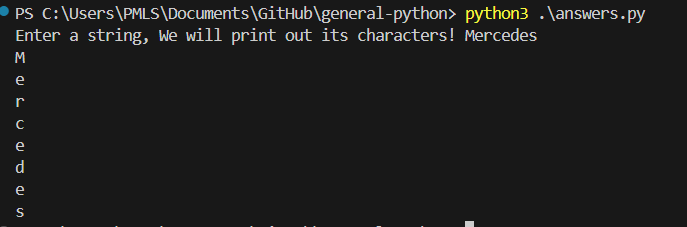 PS C:\Users\PMLS\Documents\GitHub\general-python> python3 .\answers.py
Enter a string, We will print out its characters! Mercedes
M
e
r
c
e
d
e
s